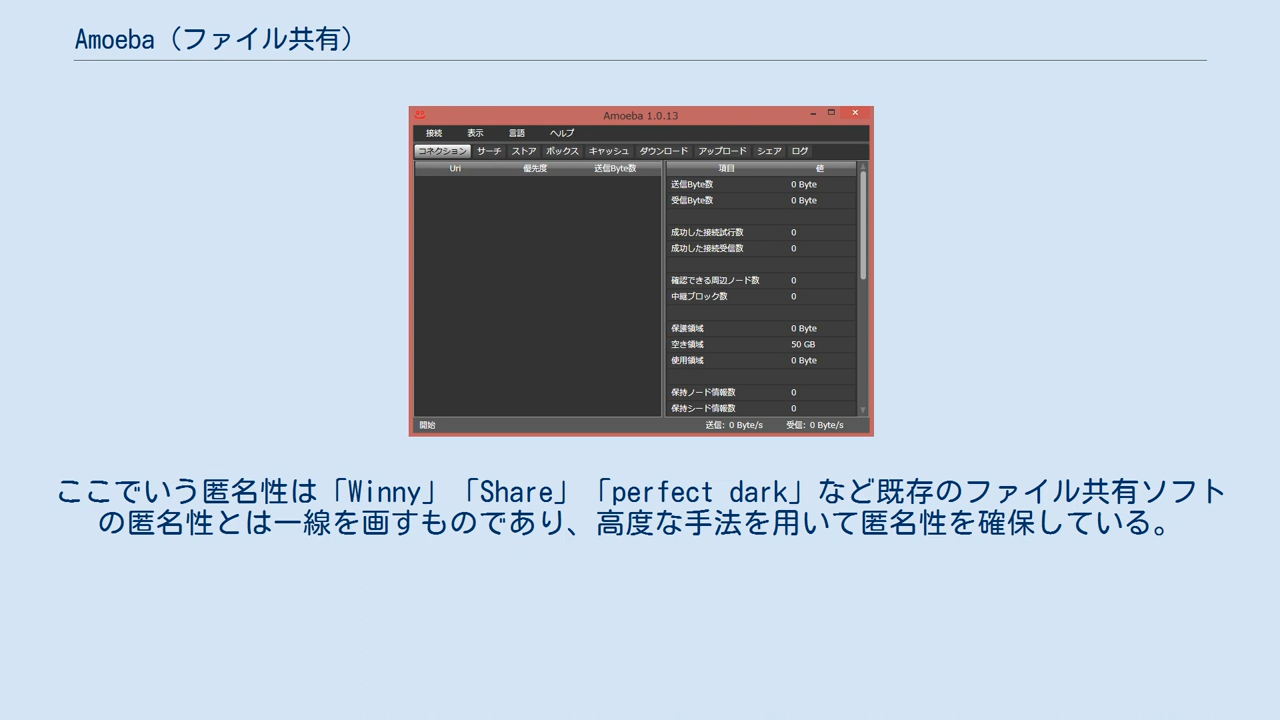 Amoeba（ファイル共有）
Amoeba 1.0.13
接続 表示 言語 ヘルプ
コネクション サーチ ストア ボックス キャッシュ ダウンロード アップロード シェア ログ
Uri 優先度 送信Byte数 項目 値
送信Byte数 0 Byte
受信Byte数 0 Byte
成功した接続試行数 0
成功した接続受信数 0
確認できる周辺ノード数 0
中継ブロック数 0
保護領域 0 Byte
空き領域 50 GB
使用領域 0 Byte
保持ノード情報数 0
保持シード情報数 0
開始 送信: 0 Byte/s 受信: 0 Byte/s
ここでいう匿名性は「Winny」「Share」「perfect dark」など既存のファイル共有ソフト
の匿名性とは一線を画すものであり、高度な手法を用いて匿名性を確保している。